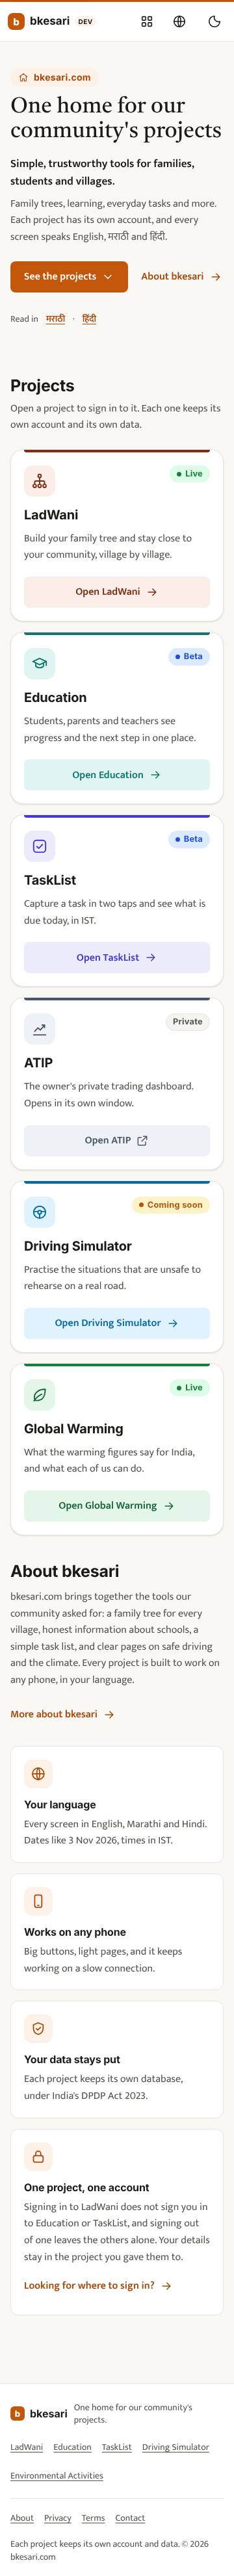 bkesari DEV
bkesari.com
One home for our
community's projects
Simple, trustworthy tools for families,
students and villages.
Family trees, learning, everyday tasks and more.
Each project has its own account, and every
screen speaks English, मराठी and हिंदी.
See the projects
About bkesari
Read in मराठी · हिंदी
Projects
Open a project to sign in to it. Each one keeps its
own account and its own data.
Live
LadWani
Build your family tree and stay close to
your community, village by village.
Open LadWani
Beta
Education
Students, parents and teachers see
progress and the next step in one place.
Open Education
Beta
TaskList
Capture a task in two taps and see what is
due today, in IST.
Open TaskList
Private
ATIP
The owner's private trading dashboard.
Opens in its own window.
Open ATIP
Coming soon
Driving Simulator
Practise the situations that are unsafe to
rehearse on a real road.
Open Driving Simulator
Live
Global Warming
What the warming figures say for India,
and what each of us can do.
Open Global Warming
About bkesari
bkesari.com brings together the tools our
community asked for: a family tree for every
village, honest information about schools, a
simple task list, and clear pages on safe driving
and the climate. Every project is built to work on
any phone, in your language.
More about bkesari
Your language
Every screen in English, Marathi and Hindi.
Dates like 3 Nov 2026, times in IST.
Works on any phone
Big buttons, light pages, and it keeps
working on a slow connection.
Your data stays put
Each project keeps its own database,
under India's DPDP Act 2023.
One project, one account
Signing in to LadWani does not sign you in
to Education or TaskList, and signing out
of one leaves the others alone. Your details
stay in the project you gave them to.
Looking for where to sign in?
bkesari
One home for our community's
projects.
LadWani Education TaskList Driving Simulator
Environmental Activities
About Privacy Terms Contact
Each project keeps its own account and data. © 2026
bkesari.com